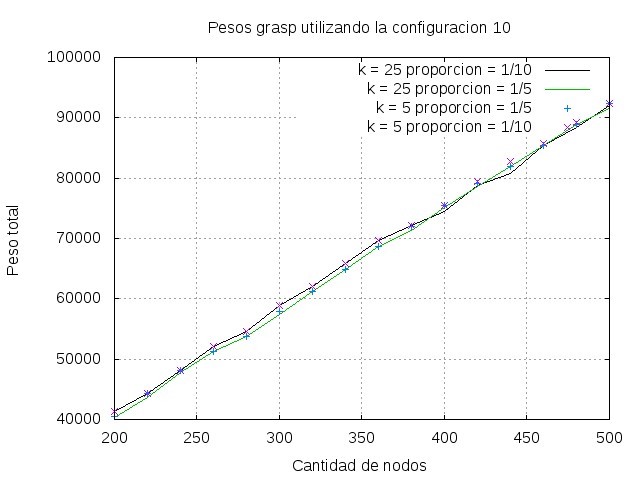 Pesos grasp utilizando la configuracion 10
k = 25 proporcion = 1/10
k = 25 proporcion = 1/5
k = 5 proporcion = 1/5
k = 5 proporcion = 1/10
100000
90000
80000
70000
60000
50000
40000
Peso total
200 250 300 350 400 450 500
Cantidad de nodos